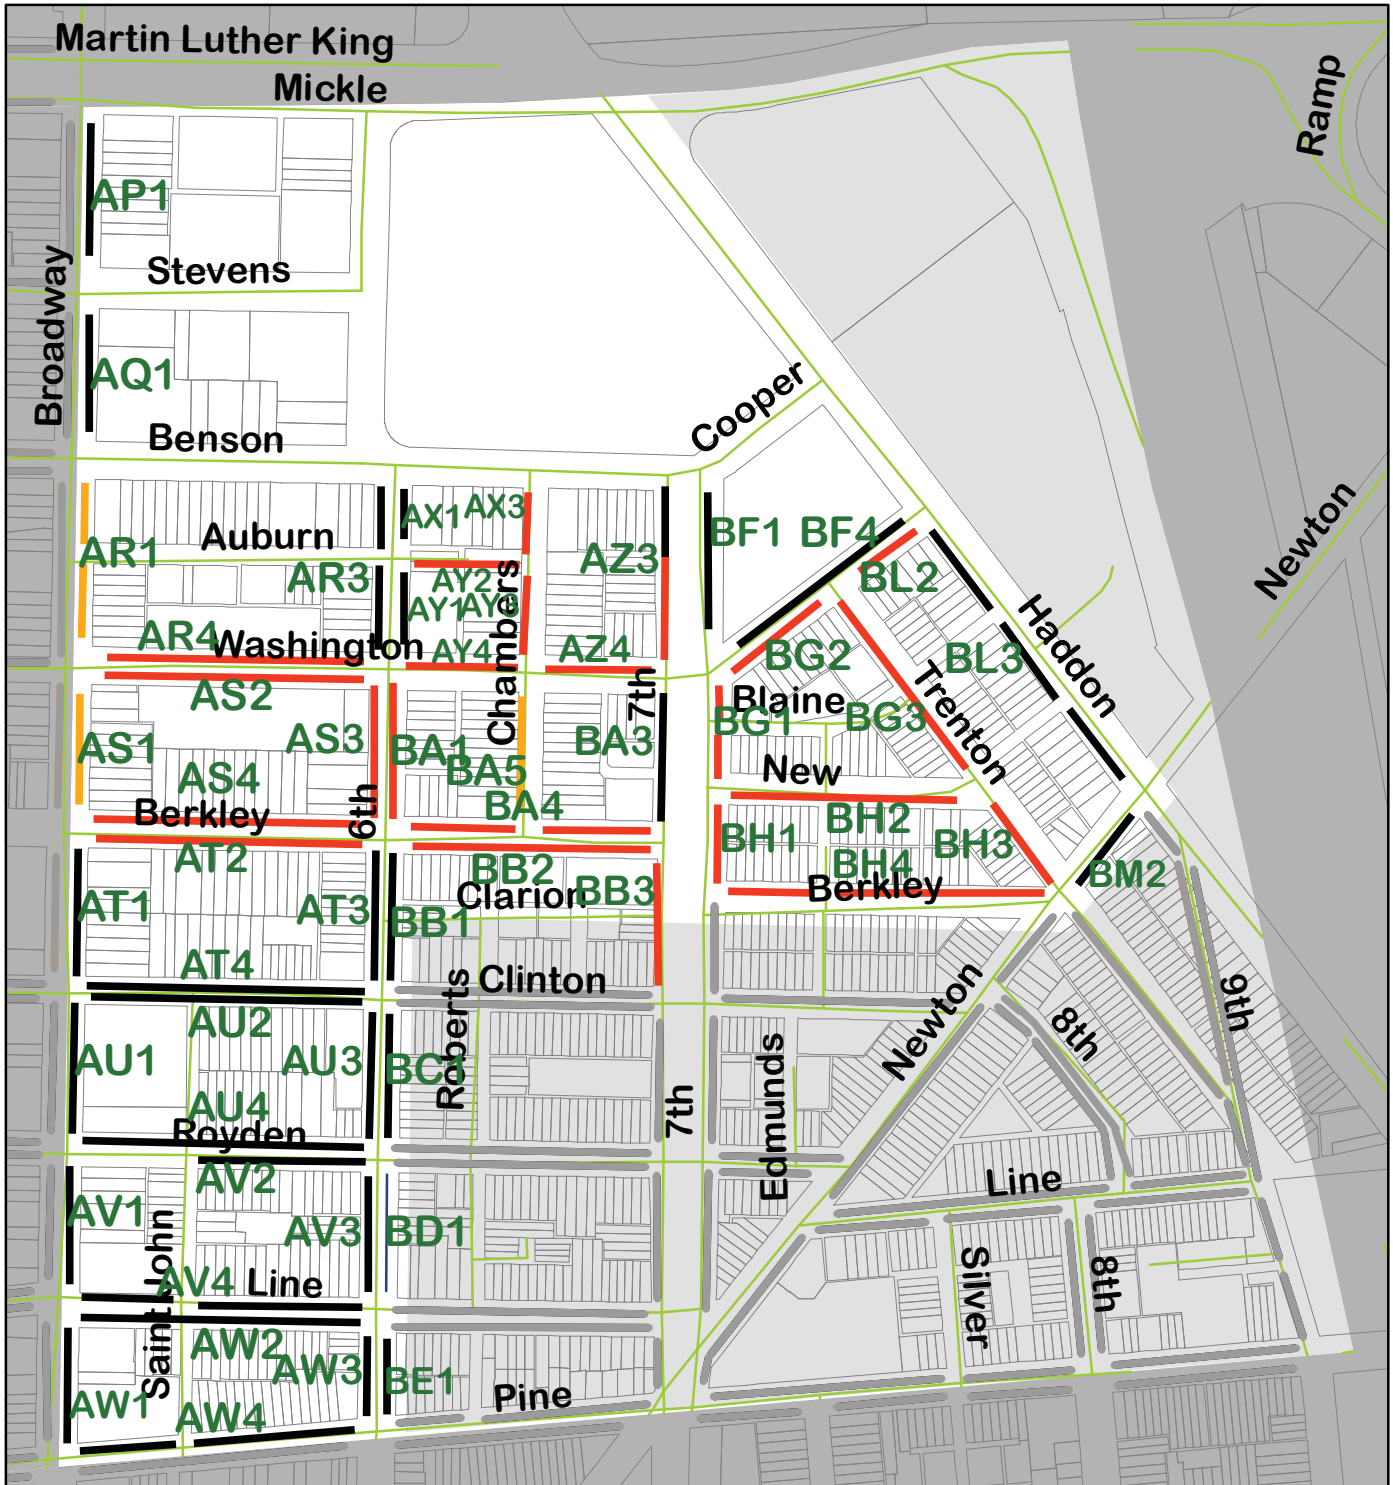 Martin Luther King
Mickle
Ramp
AP1
Stevens
Broadway
AQ1
Benson
Cooper
Newton
Auburn
AX1
AX3
BF1
BF4
AR1
AR3
AY2
AZ3
BL2
AY1
AR4
Washington
AY4
Chambers
AZ4
BG2
BL3
Haddon
AS2
7th
Blaine
Trenton
AS1
AS3
BA1
BA3
BG1
BG3
AS4
BA5
New
Berkley
6th
BA4
BH1
BH2
BH3
AT2
BB2
BH4
Berkley
BM2
AT1
AT3
Clarion
BB3
BB1
AT4
Clinton
Roberts
Newton
9th
AU2
8th
AU1
AU3
BC1
AU4
Royden
7th
Edmunds
AV2
Line
AV1
AV3
BD1
Saint John
AV4
Line
Silver
8th
AW2
AW3
BE1
AW1
AW4
Pine